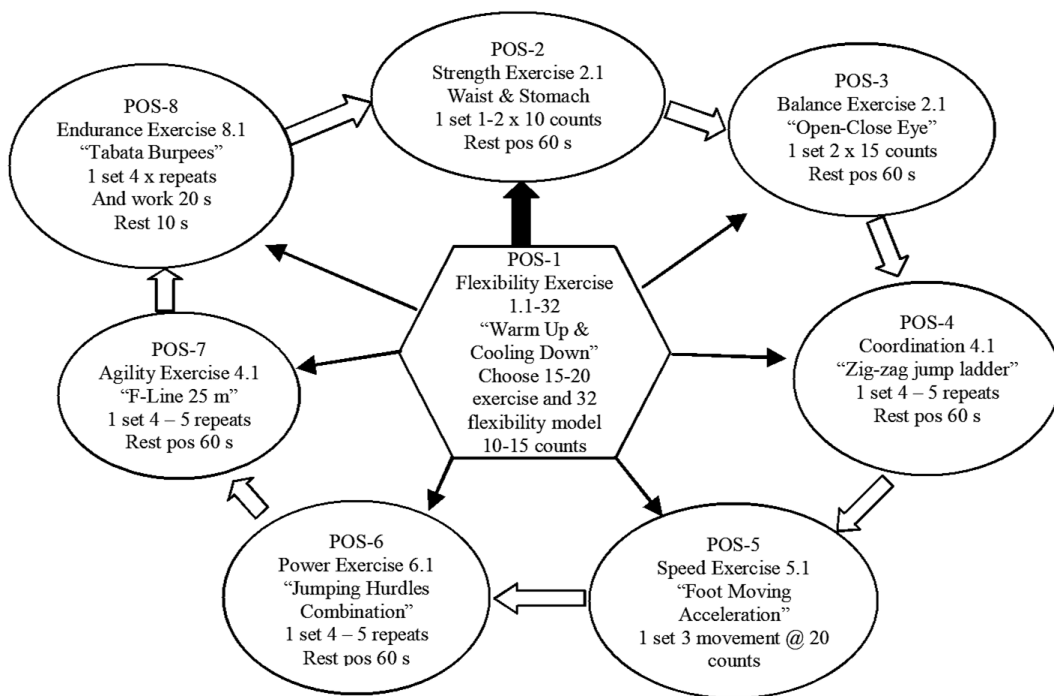 POS-1
Flexibility Exercise
1.1-32
“Warm Up &
Cooling Down”
Choose 15-20
exercise and 32
flexibility model
10-15 counts
POS-2
Strength Exercise 2.1
Waist & Stomach
1 set 1-2 x 10 counts
Rest pos 60 s
POS-3
Balance Exercise 2.1
“Open-Close Eye”
1 set 2 x 15 counts
Rest pos 60 s
POS-4
Coordination 4.1
“Zig-zag jump ladder”
1 set 4 – 5 repeats
Rest pos 60 s
POS-5
Speed Exercise 5.1
“Foot Moving
Acceleration”
1 set 3 movement @ 20
counts
POS-6
Power Exercise 6.1
“Jumping Hurdles
Combination”
1 set 4 – 5 repeats
Rest pos 60 s
POS-7
Agility Exercise 4.1
“F-Line 25 m”
1 set 4 – 5 repeats
Rest pos 60 s
POS-8
Endurance Exercise 8.1
“Tabata Burpees”
1 set 4 x repeats
And work 20 s
Rest 10 s